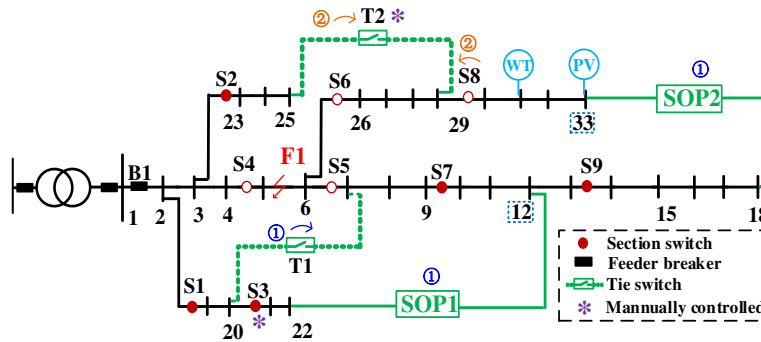 ② T2 *
②
WT PV ①
S2 S6 S8 SOP2
23 25 26 29 33
B1 S4 F1 S5 S7 S9
1 2 3 4 6 9 12 15 18
① T1 ①
S1 S3 SOP1
20 * 22
Section switch
Feeder breaker
Tie switch
* Mannually controlled